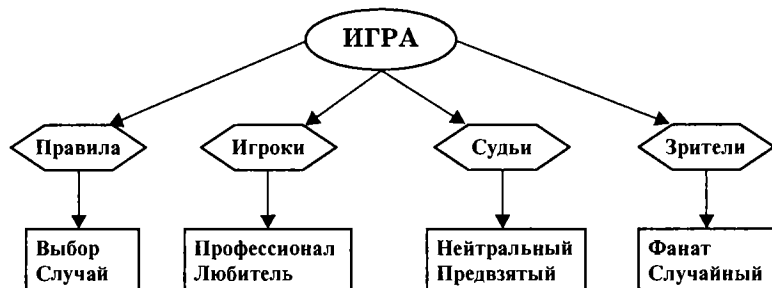 ИГРА
Правила
Игроки
Судьи
Зрители
Выбор
Случай
Профессионал
Любитель
Нейтральный
Предвзятый
Фанат
Случайный